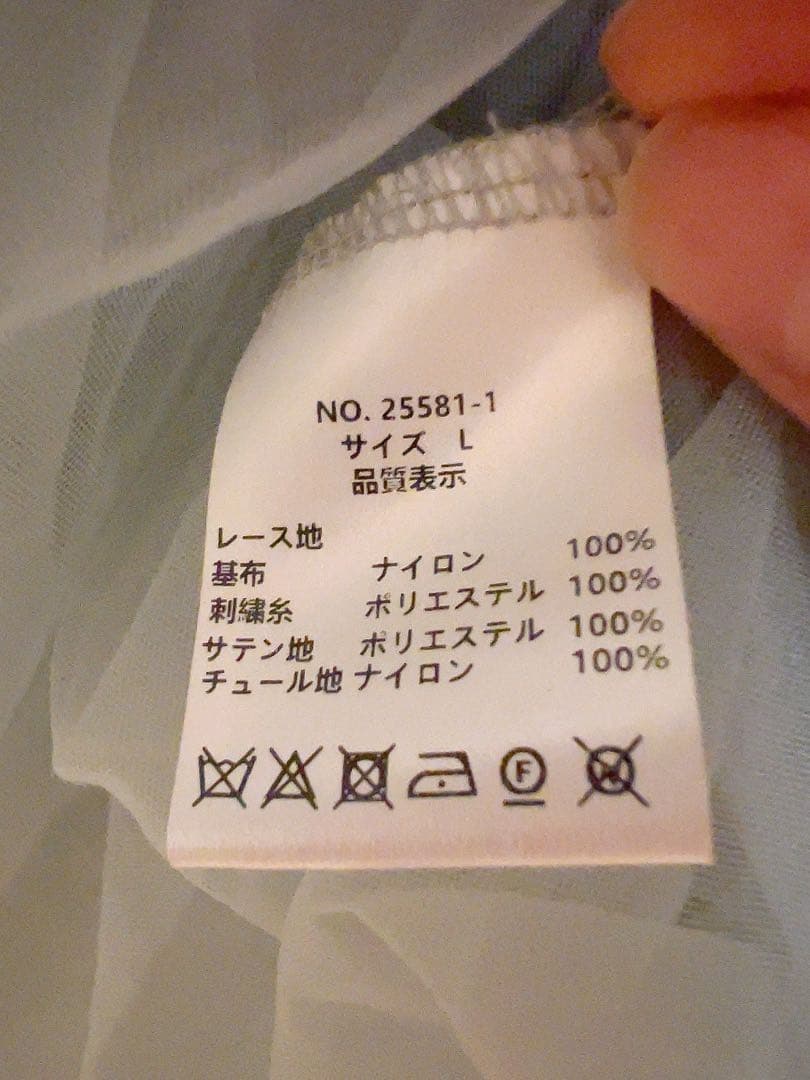 NO. 25581-1
サイズ L
品質表示
レース地
基布 ナイロン 100%
刺繍糸 ポリエステル 100%
サテン地 ポリエステル 100%
チュール地 ナイロン 100%
F
W